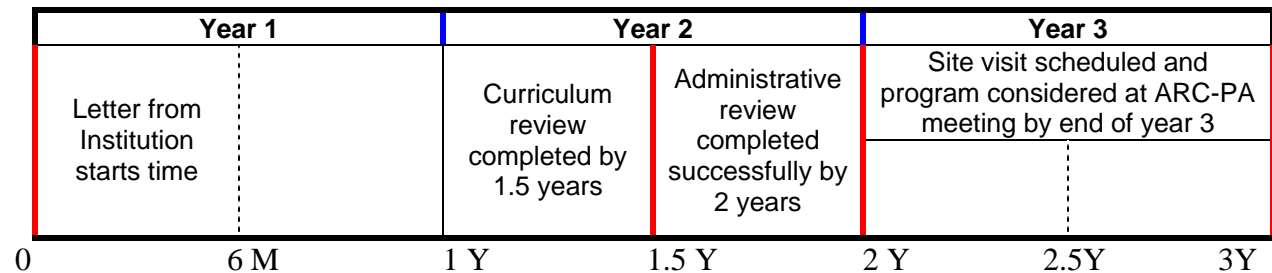 Year 1
Year 2
Year 3
Letter from
Institution
starts time
Curriculum
review
completed by
1.5 years
Administrative
review
completed
successfully by
2 years
Site visit scheduled and
program considered at ARC-PA
meeting by end of year 3
0
6 M
1 Y
1.5 Y
2 Y
2.5Y
3Y